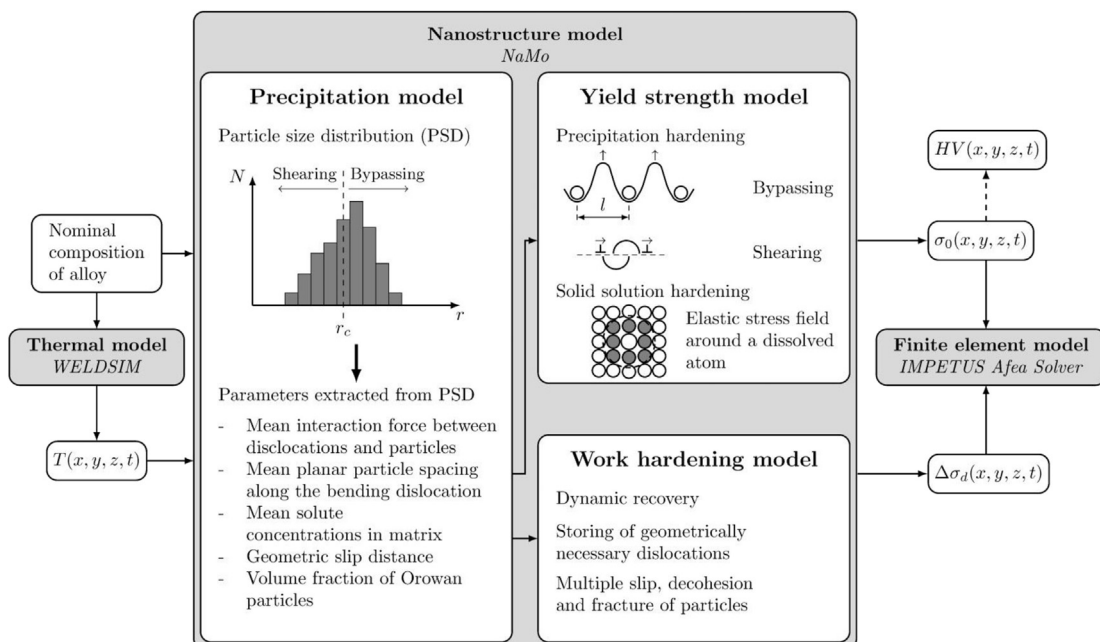 Nanostructure model
NaMo
Nominal
composition
of alloy
Thermal model
WELDSIM
T(x, y, z, t)
Precipitation model
Particle size distribution (PSD)
Shearing
Bypassing
N
r
r_c
Parameters extracted from PSD
- Mean interaction force between
disclocations and particles
- Mean planar particle spacing
along the bending dislocation
- Mean solute
concentrations in matrix
- Geometric slip distance
- Volume fraction of Orowan
particles
Yield strength model
Precipitation hardening
Bypassing
l
Shearing
Solid solution hardening
Elastic stress field
around a dissolved
atom
Work hardening model
Dynamic recovery
Storing of geometrically
necessary dislocations
Multiple slip, decohesion
and fracture of particles
HV(x, y, z, t)
σ₀(x, y, z, t)
Finite element model
IMPETUS Afea Solver
Δσ_d(x, y, z, t)